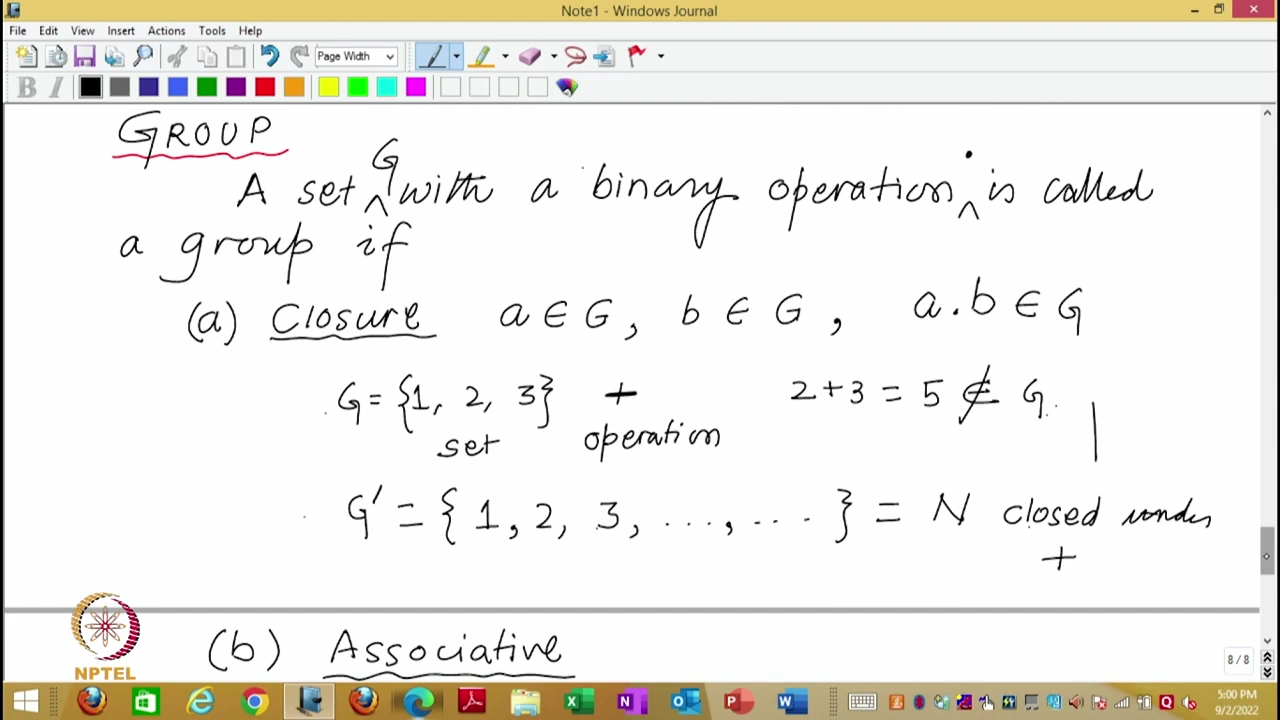 Note1 - Windows Journal
File Edit View Insert Actions Tools Help
Page Width
B I
GROUP
A set G with a binary operation . is called
a group if
(a) Closure a ∈ G, b ∈ G, a.b ∈ G
G = {1, 2, 3} + 2+3 = 5 ∉ G.
set operation
G' = { 1, 2, 3, ..., ... } = N closed under
+
(b) Associative
8/8
NPTEL
5:00 PM
9/2/2022